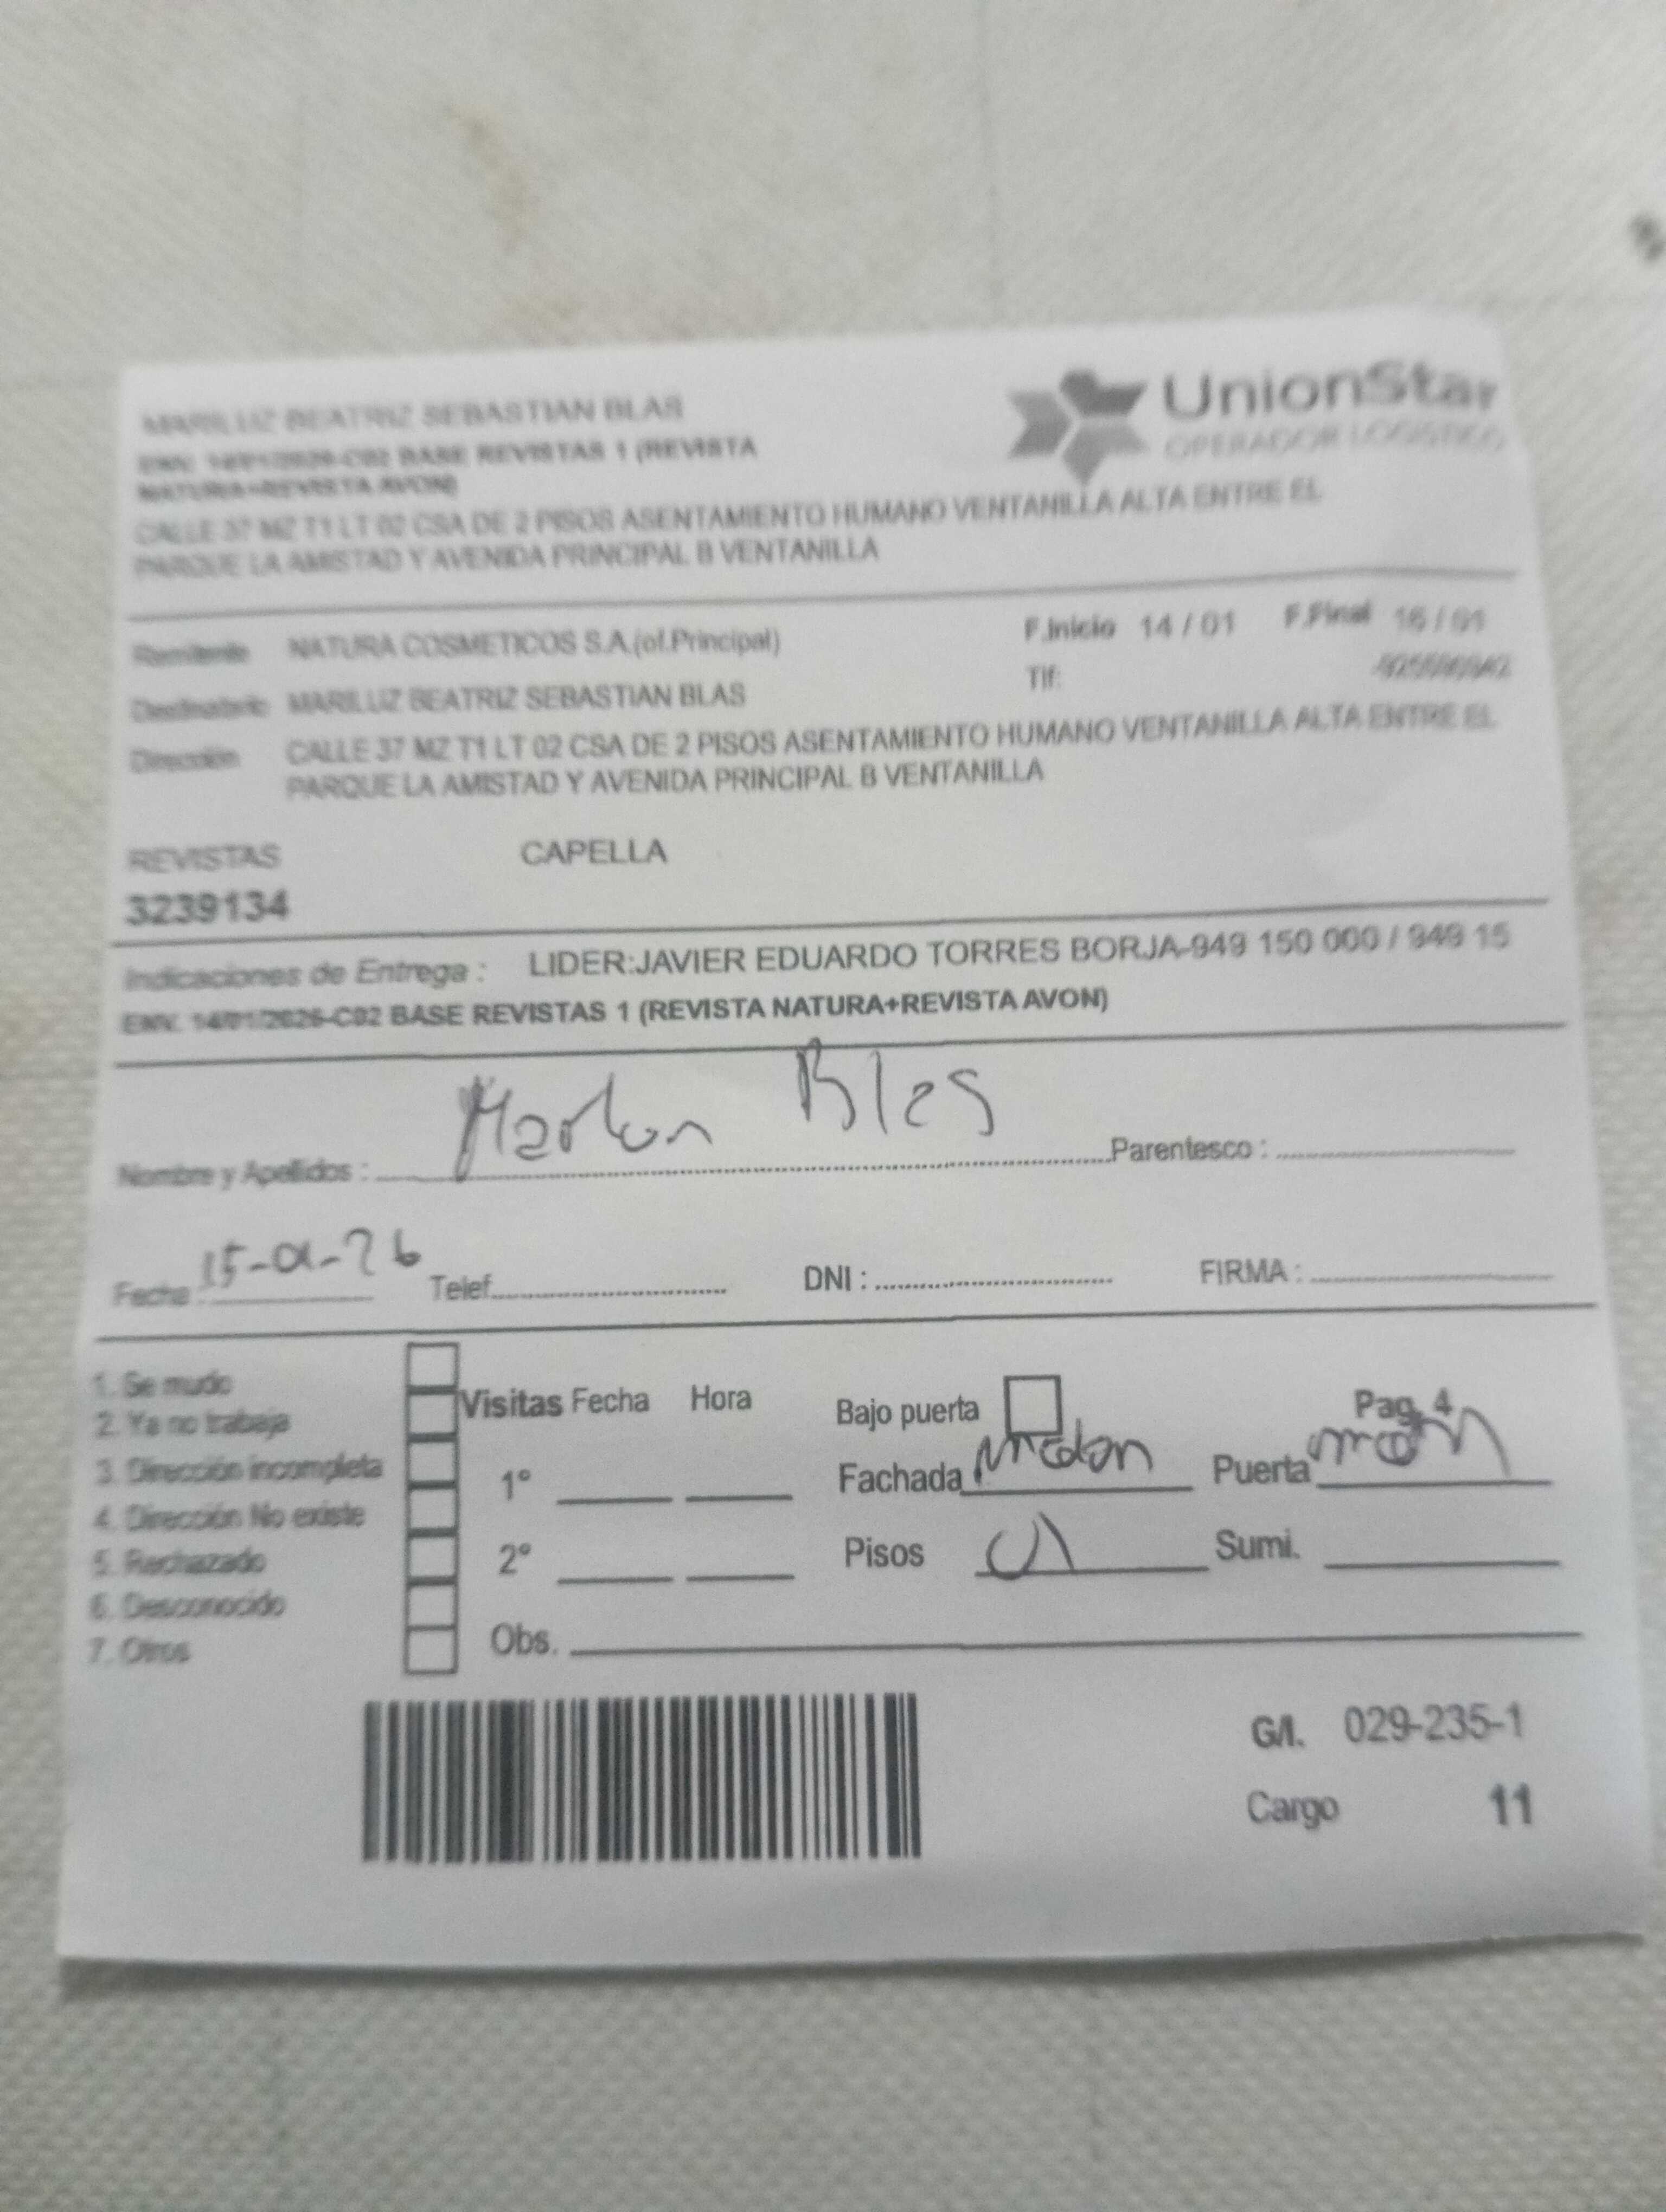 MARILUZ BEATRIZ SEBASTIAN BLAS
UnionStar
OPERADOR LOGISTICO
ENV. 14/01/2026-C02 BASE REVISTAS 1 (REVISTA
NATURA+REVISTA AVON)
CALLE 37 MZ T1 LT 02 CSA DE 2 PISOS ASENTAMIENTO HUMANO VENTANILLA ALTA ENTRE EL
PARQUE LA AMISTAD Y AVENIDA PRINCIPAL B VENTANILLA
Remitente NATURA COSMETICOS S.A.(of.Principal) F.Inicio 14 / 01 F.Final 16 / 01
Tlf:
Destinatario MARILUZ BEATRIZ SEBASTIAN BLAS
Dirección CALLE 37 MZ T1 LT 02 CSA DE 2 PISOS ASENTAMIENTO HUMANO VENTANILLA ALTA ENTRE EL
PARQUE LA AMISTAD Y AVENIDA PRINCIPAL B VENTANILLA
REVISTAS CAPELLA
3239134
Indicaciones de Entrega : LIDER:JAVIER EDUARDO TORRES BORJA-949 150 000 / 949 15
ENV. 14/01/2026-C02 BASE REVISTAS 1 (REVISTA NATURA+REVISTA AVON)
Nombre y Apellidos : Marlon Blas Parentesco :
Fecha : 15-01-26 Telef. DNI : FIRMA :
1. Se mudo
2. Ya no trabaja
3. Dirección incompleta
4. Dirección No existe
5. Rechazado
6. Desconocido
7. Otros
Visitas Fecha Hora
1°
2°
Obs.
Bajo puerta Pag. 4
Fachada Puerta
Pisos Sumi.
G/I. 029-235-1
Cargo 11